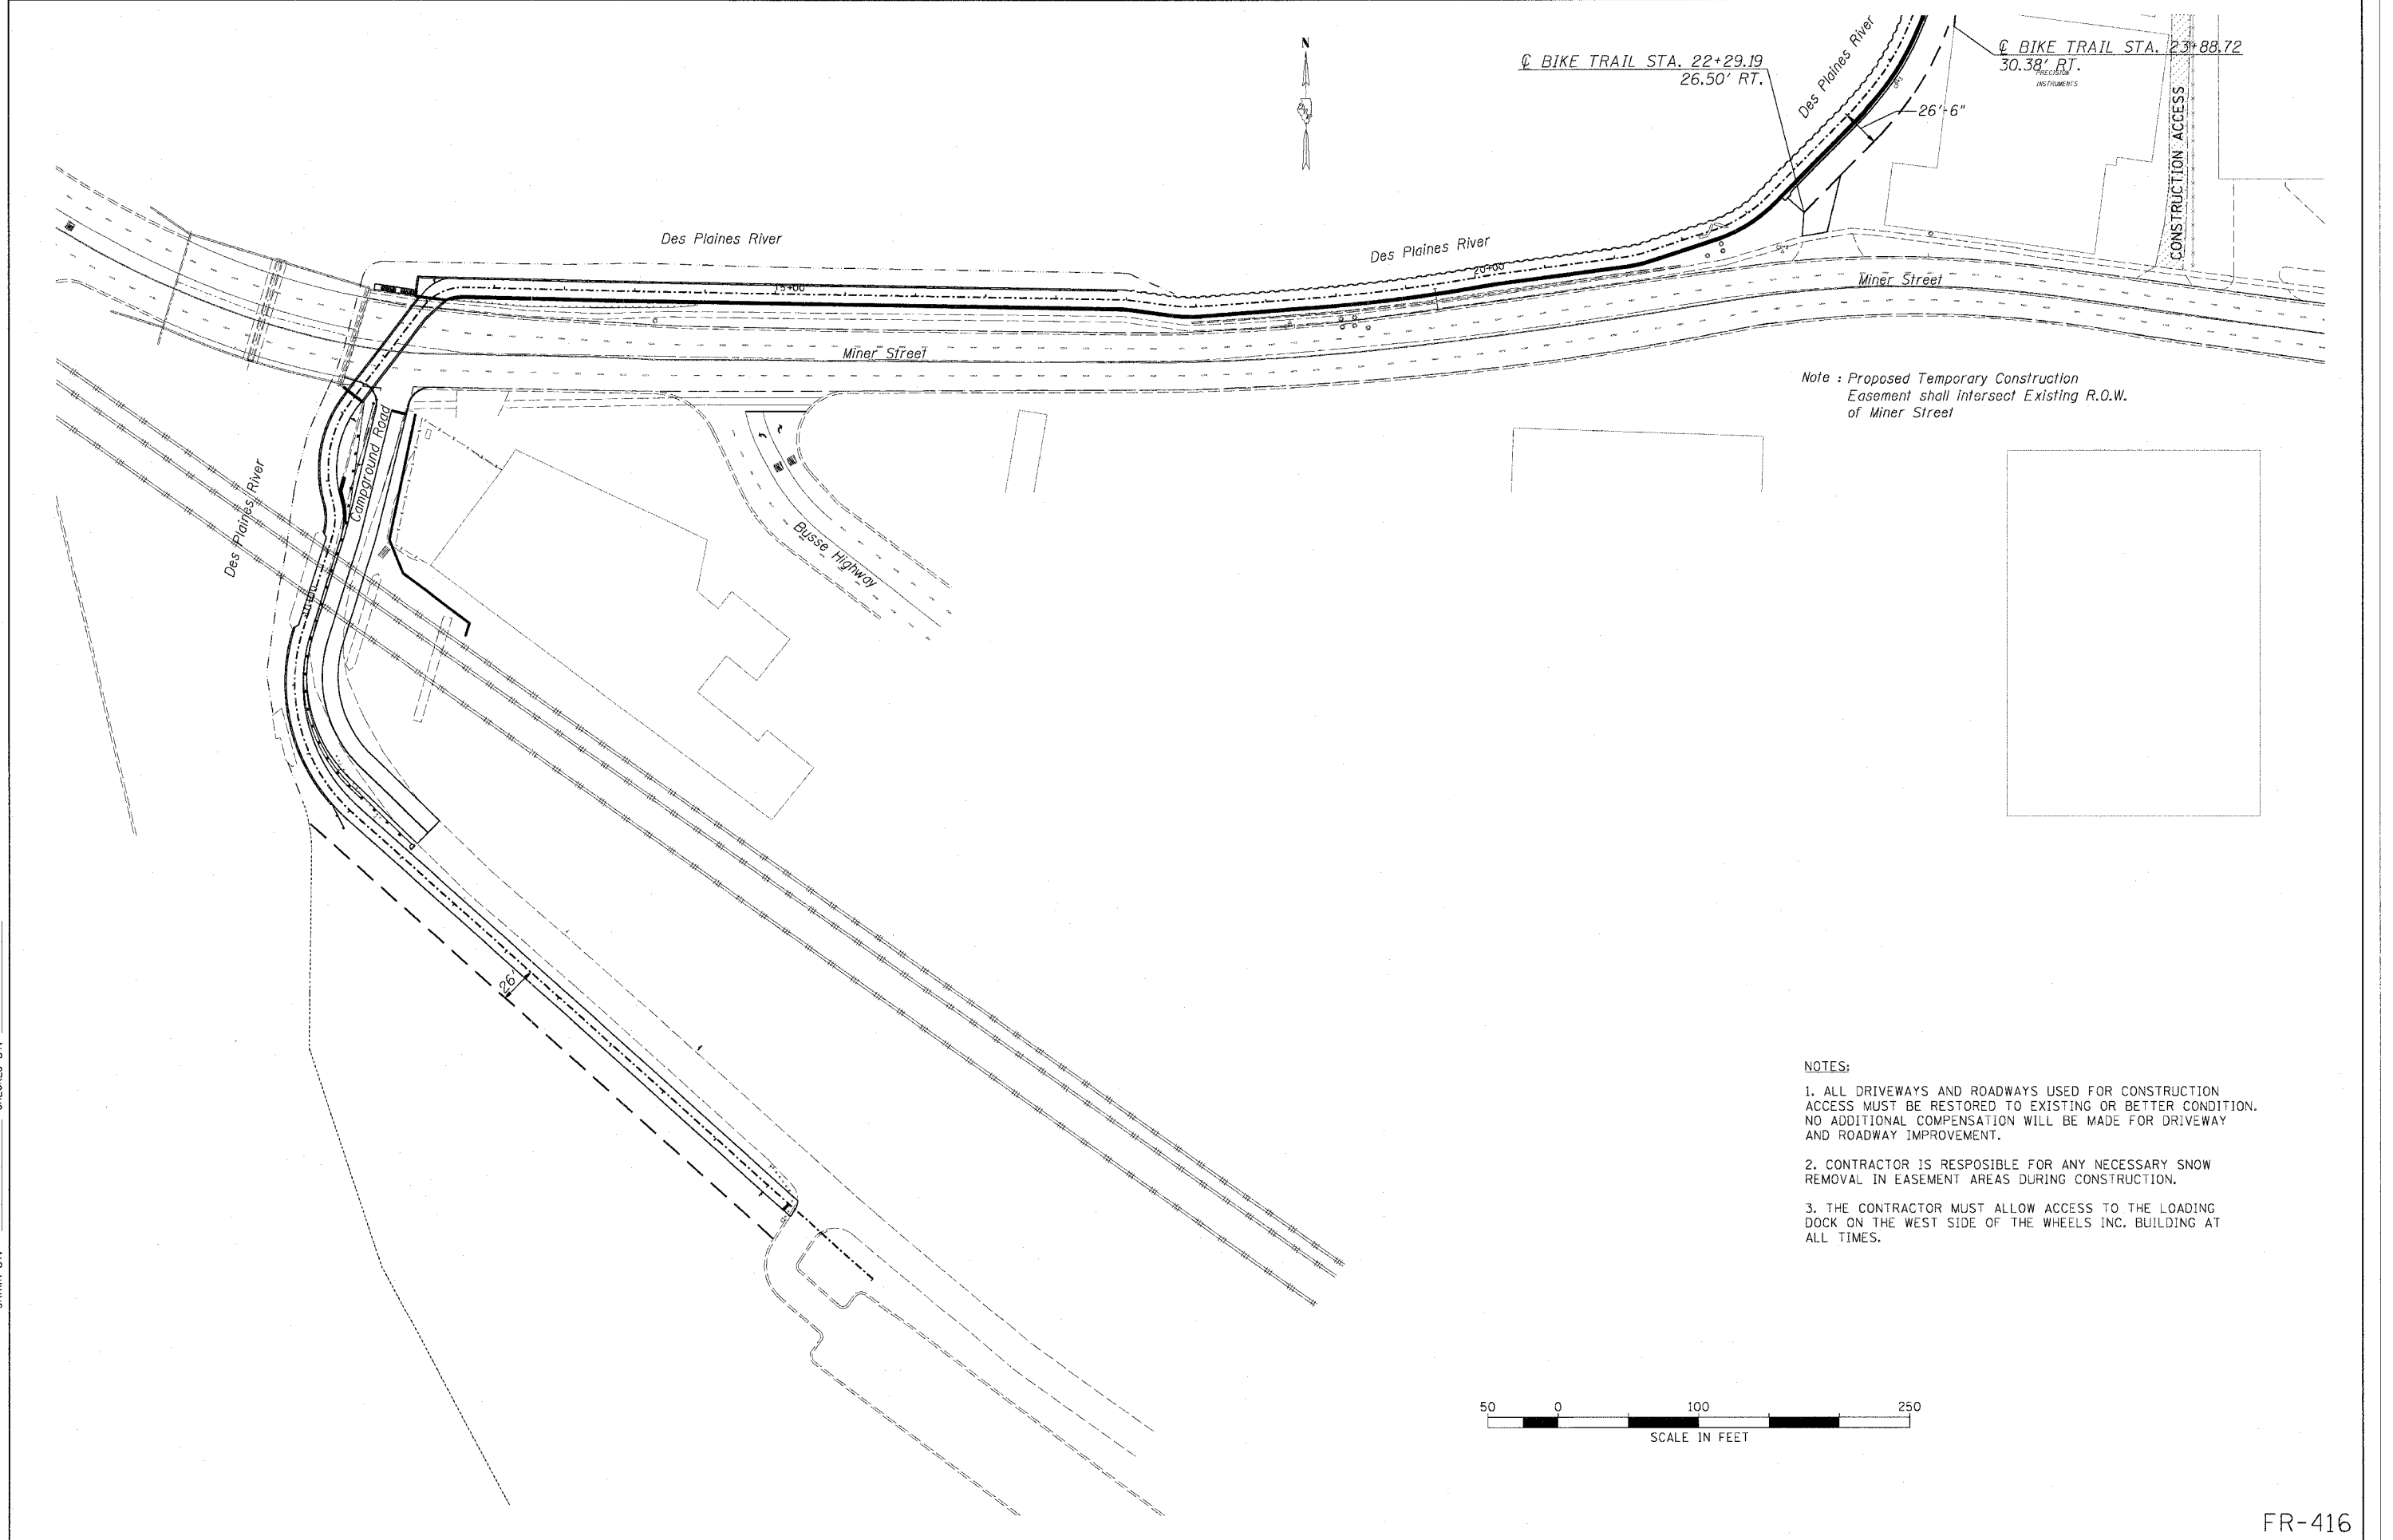 N
℄ BIKE TRAIL STA. 22+29.19
26.50' RT.
Des Plaines River
℄ BIKE TRAIL STA. 23+88.72
30.38' RT.
PRECISION
INSTRUMENTS
26'-6"
CONSTRUCTION ACCESS
Des Plaines River
Des Plaines River
15+00
20+00
Miner Street
Miner Street
Note : Proposed Temporary Construction
Easement shall intersect Existing R.O.W.
of Miner Street
Des Plaines River
Campground Road
Busse Highway
26'
NOTES:
1. ALL DRIVEWAYS AND ROADWAYS USED FOR CONSTRUCTION
ACCESS MUST BE RESTORED TO EXISTING OR BETTER CONDITION.
NO ADDITIONAL COMPENSATION WILL BE MADE FOR DRIVEWAY
AND ROADWAY IMPROVEMENT.
2. CONTRACTOR IS RESPOSIBLE FOR ANY NECESSARY SNOW
REMOVAL IN EASEMENT AREAS DURING CONSTRUCTION.
3. THE CONTRACTOR MUST ALLOW ACCESS TO THE LOADING
DOCK ON THE WEST SIDE OF THE WHEELS INC. BUILDING AT
ALL TIMES.
50 0 100 250
SCALE IN FEET
FR-416